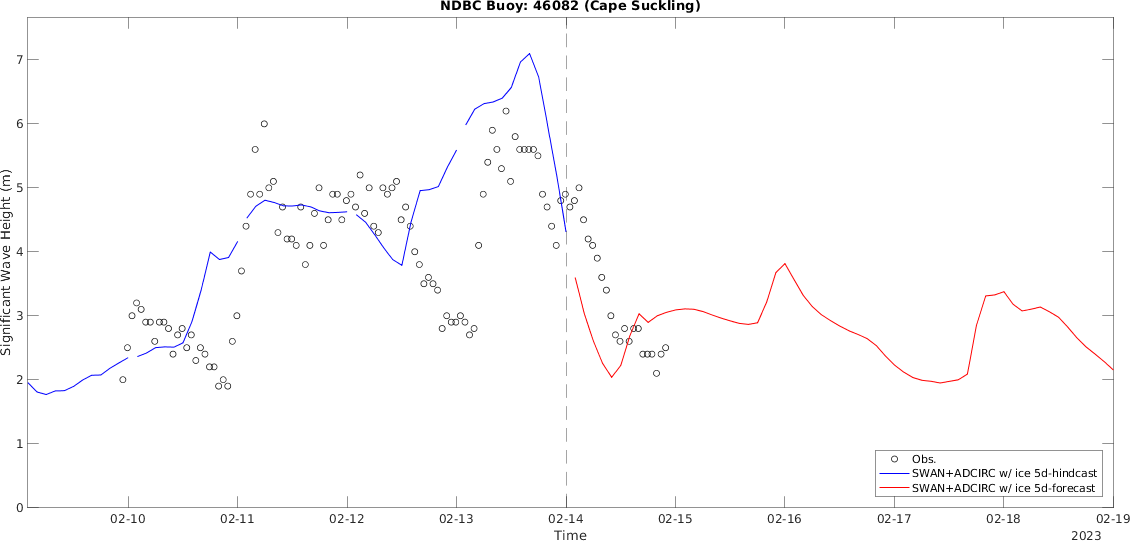 NDBC Buoy: 46082 (Cape Suckling)
Significant Wave Height (m)
7
6
5
4
3
2
1
0
02-10 02-11 02-12 02-13 02-14 02-15 02-16 02-17 02-18 02-19
Time
2023
Obs.
SWAN+ADCIRC w/ ice 5d-hindcast
SWAN+ADCIRC w/ ice 5d-forecast